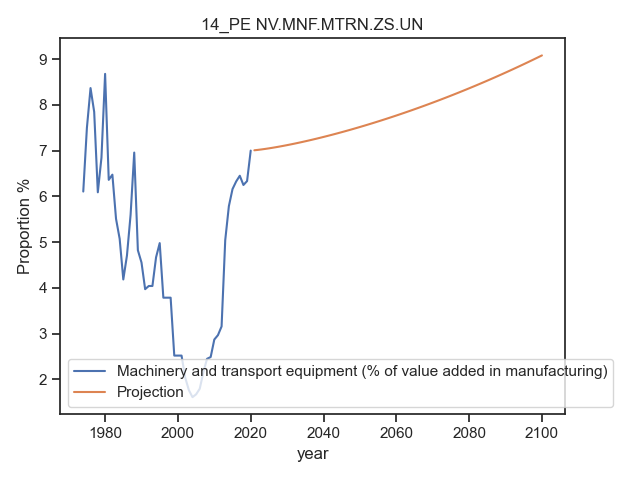 14_PE NV.MNF.MTRN.ZS.UN
Proportion %
9
8
7
6
5
4
3
2
Machinery and transport equipment (% of value added in manufacturing)
Projection
1980 2000 2020 2040 2060 2080 2100
year